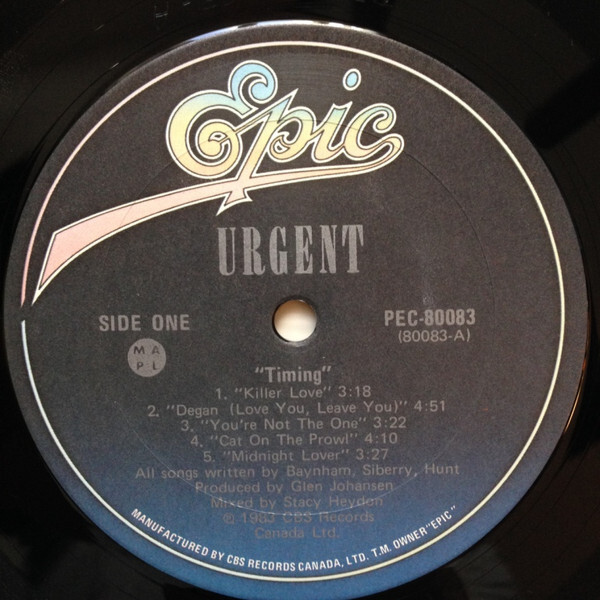 Epic
URGENT
SIDE ONE
PEC-80083
(80083-A)
M A
P L
"Timing"
1. "Killer Love" 3:18
2. "Degan (Love You, Leave You)" 4:51
3. "You're Not The One" 3:22
4. "Cat On The Prowl" 4:10
5. "Midnight Lover" 3:27
All songs written by Baynham, Siberry, Hunt
Produced by Glen Johansen
Mixed by Stacy Heydon
℗ 1983 CBS Records
Canada Ltd.
MANUFACTURED BY CBS RECORDS CANADA, LTD. T.M. OWNER "EPIC"